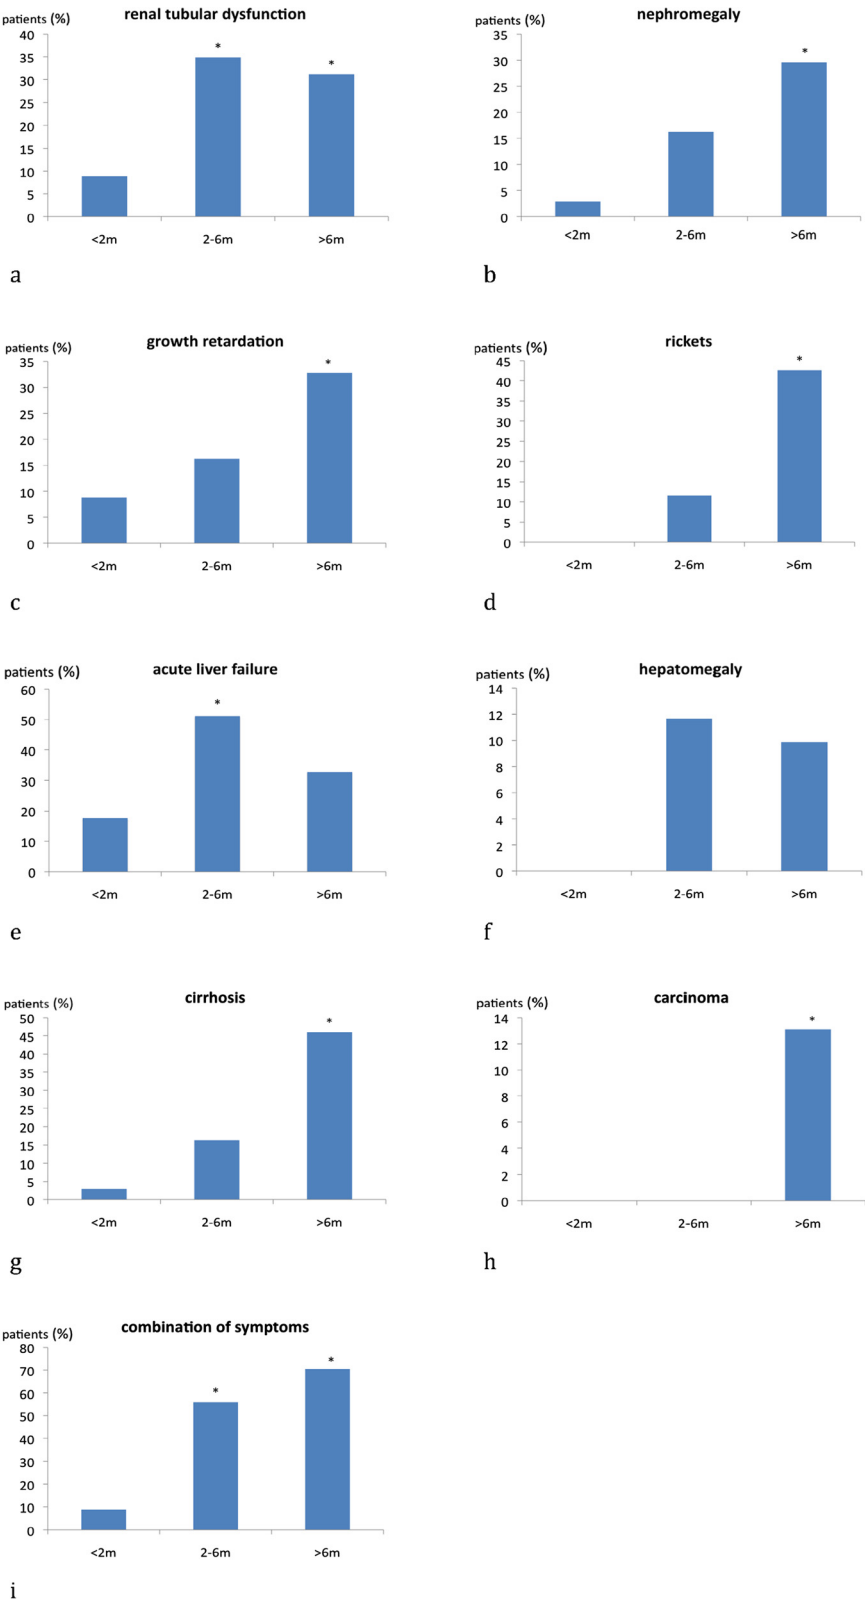 renal tubular dysfunction
patients (%)
40
35
30
25
20
15
10
5
0
* *
<2m 2-6m >6m
a
nephromegaly
patients (%)
35
30
25
20
15
10
5
0
*
<2m 2-6m >6m
b
growth retardation
patients (%)
35
30
25
20
15
10
5
0
*
<2m 2-6m >6m
c
rickets
patients (%)
45
40
35
30
25
20
15
10
5
0
*
<2m 2-6m >6m
d
acute liver failure
patients (%)
60
50
40
30
20
10
0
*
<2m 2-6m >6m
e
hepatomegaly
patients (%)
14
12
10
8
6
4
2
0
<2m 2-6m >6m
f
cirrhosis
patients (%)
50
45
40
35
30
25
20
15
10
5
0
*
<2m 2-6m >6m
g
carcinoma
patients (%)
14
12
10
8
6
4
2
0
*
<2m 2-6m >6m
h
combination of symptoms
patients (%)
80
70
60
50
40
30
20
10
0
* *
<2m 2-6m >6m
i